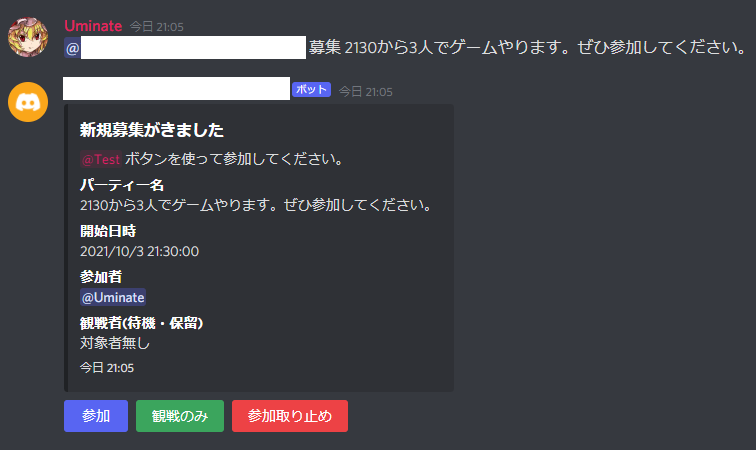 Uminate 今日 21:05
@ 募集 2130から3人でゲームやります。ぜひ参加してください。
ボット 今日 21:05
新規募集がきました
@Test ボタンを使って参加してください。
パーティー名
2130から3人でゲームやります。ぜひ参加してください。
開始日時
2021/10/3 21:30:00
参加者
@Uminate
観戦者(待機・保留)
対象者無し
今日 21:05
参加 観戦のみ 参加取り止め